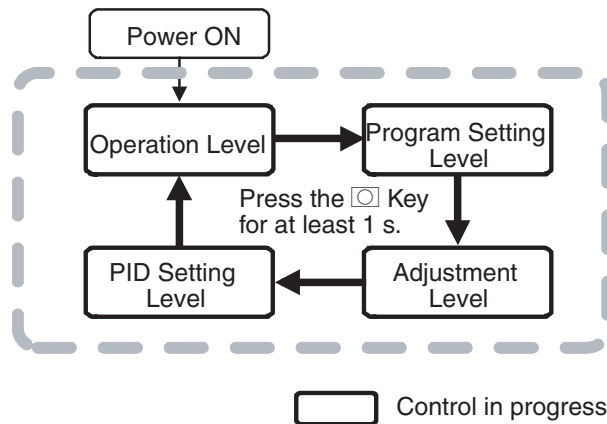 Power ON
Operation Level
Program Setting
Level
Press the Key
for at least 1 s.
PID Setting
Level
Adjustment
Level
Control in progress